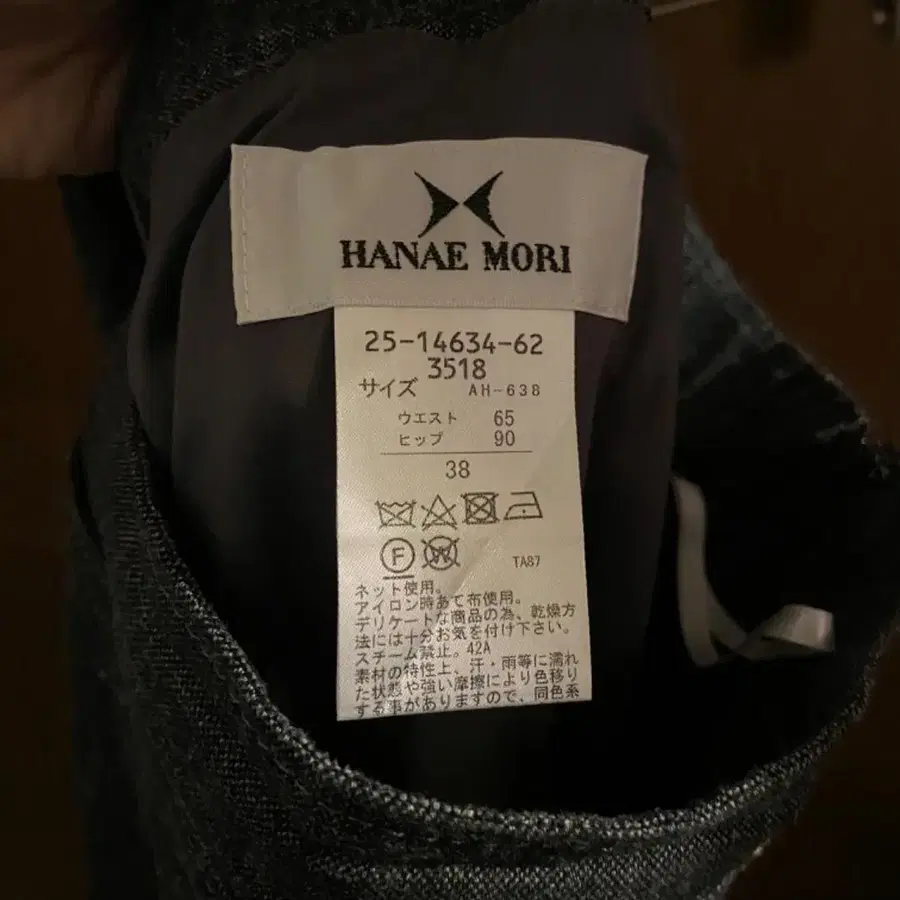 HANAE MORI
25-14634-62
3518
サイズ AH-638
ウエスト 65
ヒップ 90
38
F W
TA87
ネット使用。
アイロン時あて布使用。
デリケートな商品の為、乾燥方
法には十分お気を付け下さい。
スチーム禁止。42A
素材の特性上、汗・雨等に濡れ
た状態や強い摩擦により色移り
する事がありますので、同色系